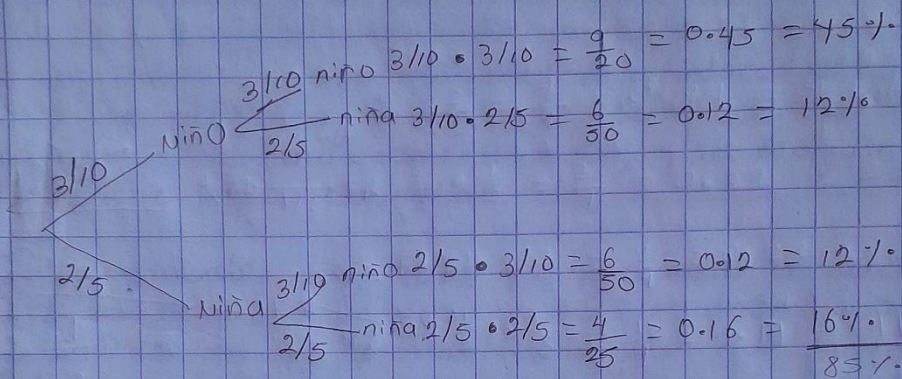 3/10 niño 3/10 • 3/10 = 9/20 = 0.45 = 45%
2/5 niña 3/10 • 2/5 = 6/50 = 0.12 = 12%
3/10 NiñO
2/5 Niña
3/10 niño 2/5 • 3/10 = 6/50 = 0.12 = 12%
2/5 niña 2/5 • 2/5 = 4/25 = 0.16 = 16%
85%